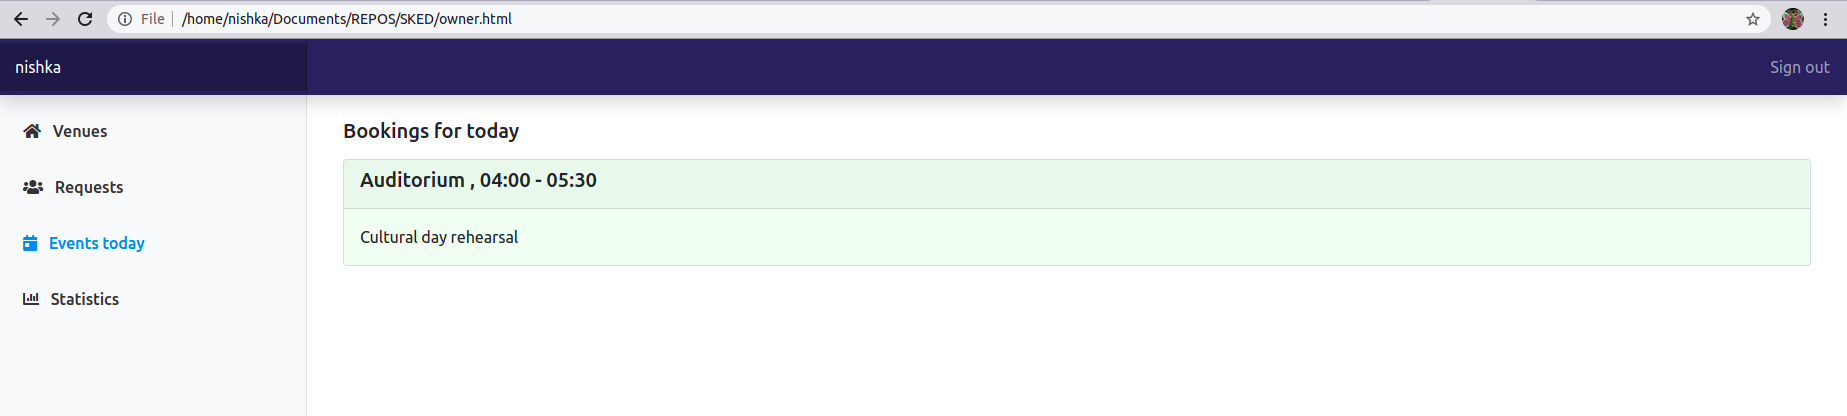 File | /home/nishka/Documents/REPOS/SKED/owner.html
nishka
Sign out
Venues
Requests
Events today
Statistics
Bookings for today
Auditorium , 04:00 - 05:30
Cultural day rehearsal